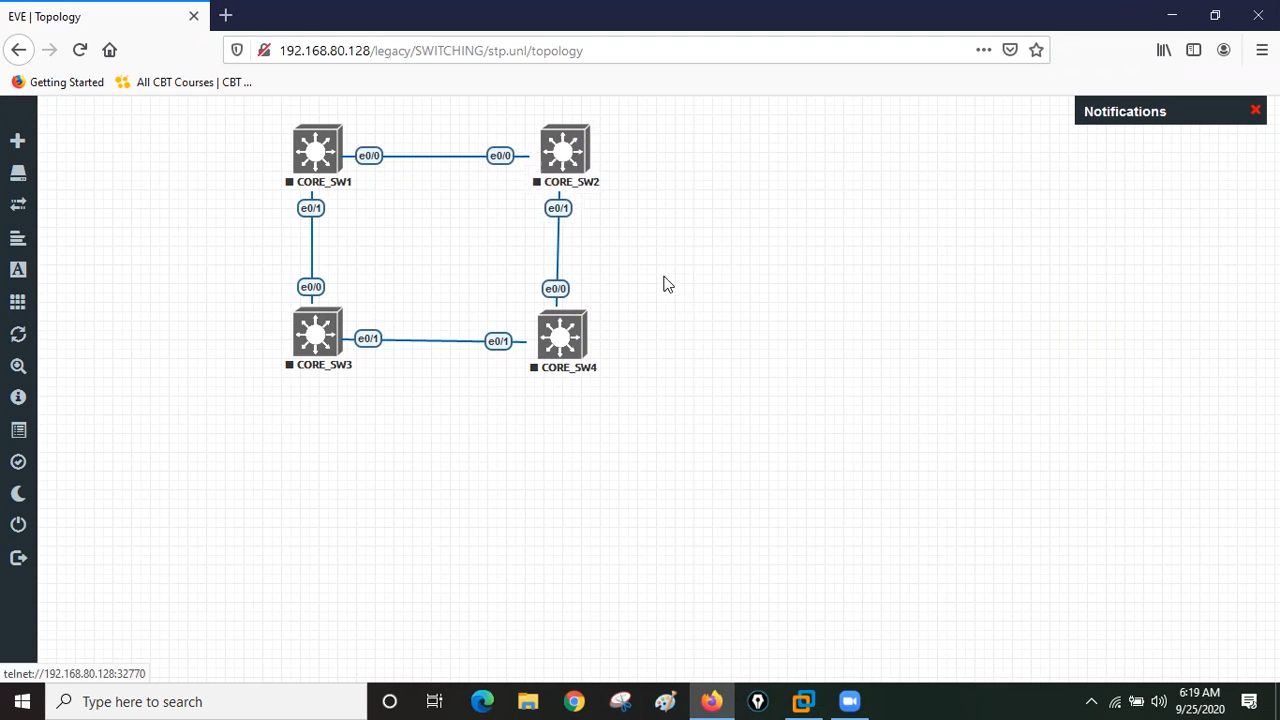 EVE | Topology
192.168.80.128/legacy/SWITCHING/stp.unl/topology
Getting Started
All CBT Courses | CBT ...
Notifications
e0/0
e0/0
CORE_SW1
CORE_SW2
e0/1
e0/1
e0/0
e0/0
e0/1
e0/1
CORE_SW3
CORE_SW4
telnet://192.168.80.128:32770
Type here to search
6:19 AM
9/25/2020